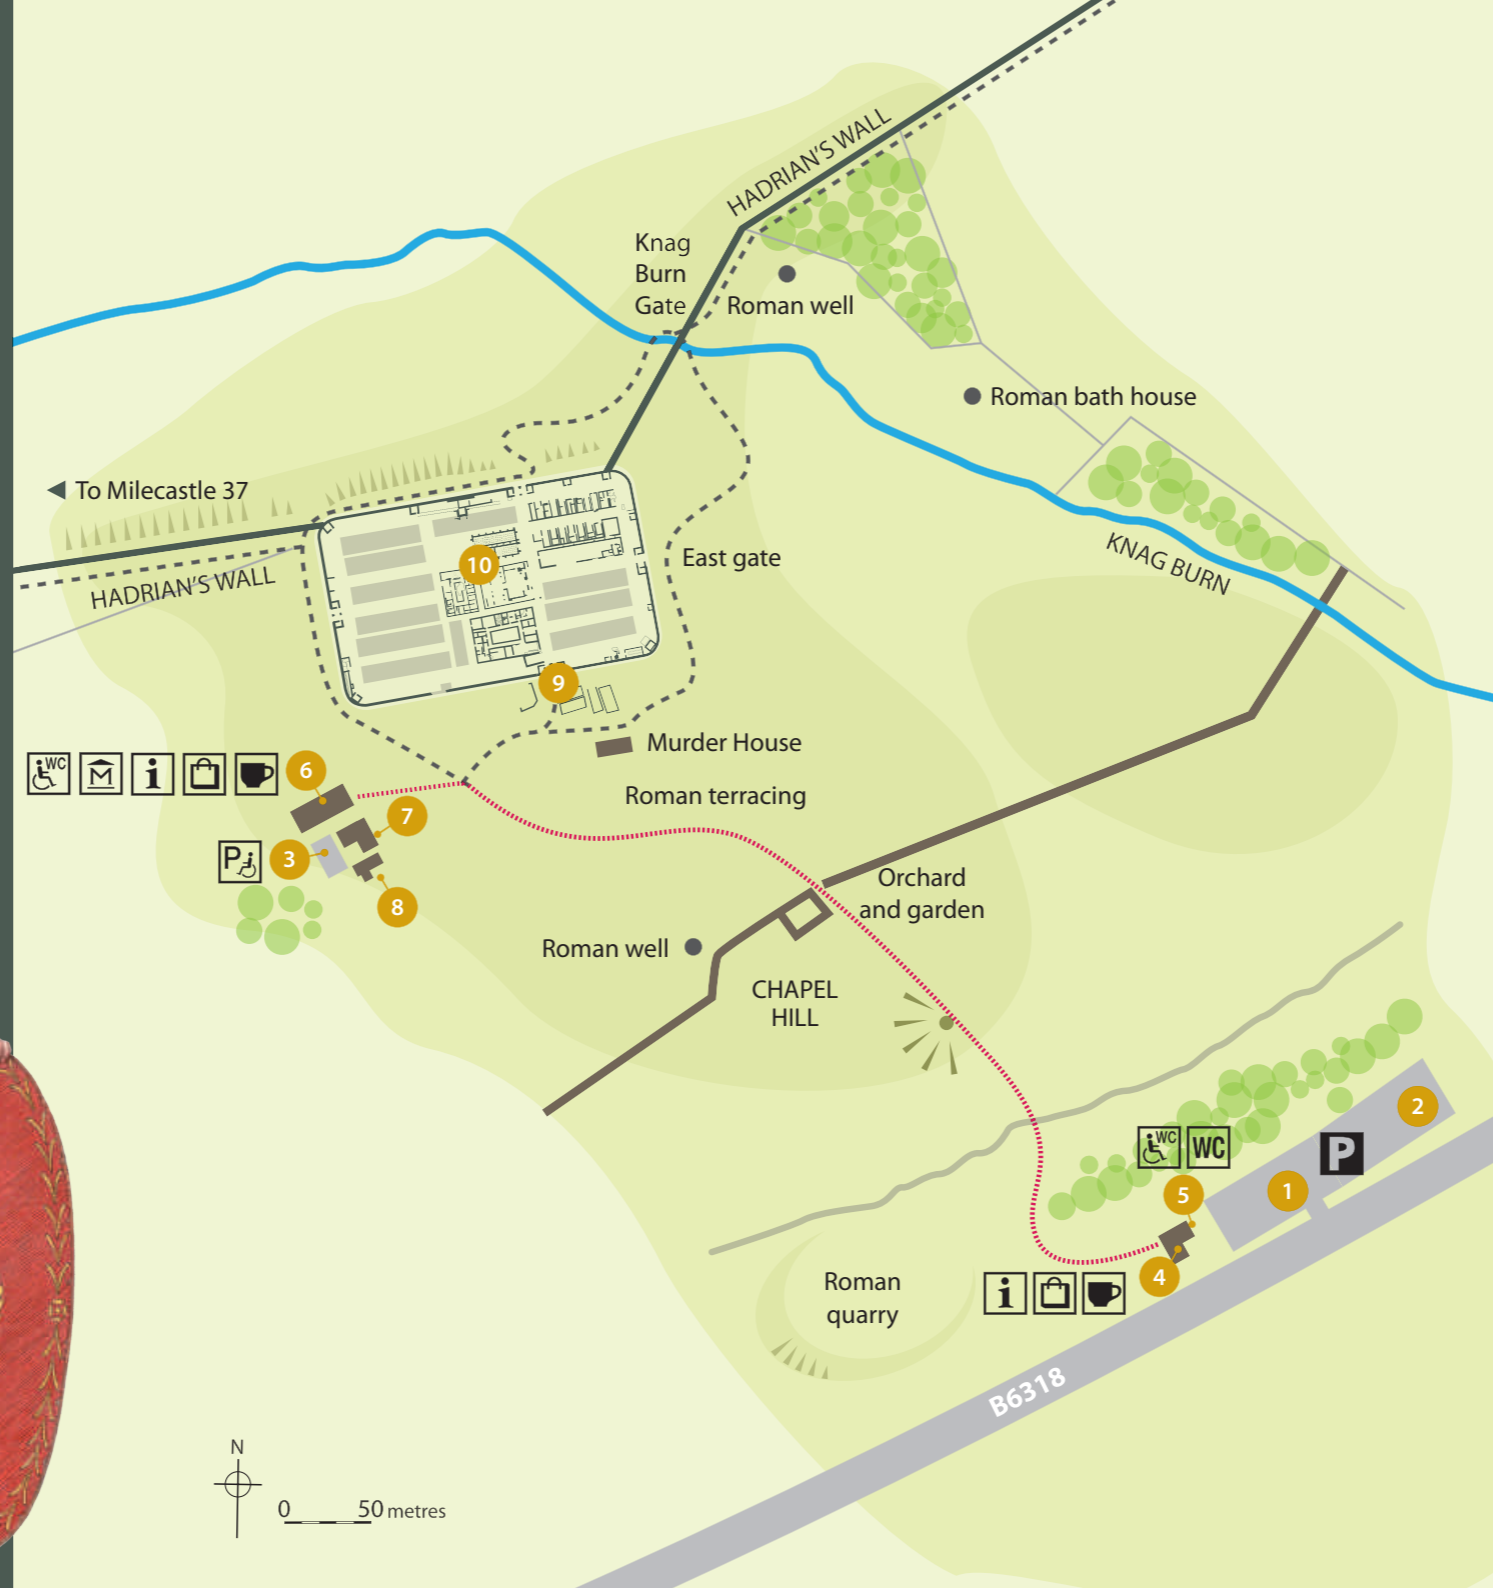 HADRIAN'S WALL
Knag
Burn
Gate
Roman well
Roman bath house
To Milecastle 37
HADRIAN'S WALL
10
East gate
KNAG BURN
9
Murder House
WC
M
i
6
Roman terracing
7
P
3
8
Orchard
and garden
Roman well
CHAPEL
HILL
2
WC
WC
P
5
1
4
i
Roman
quarry
B6318
N
0 50 metres